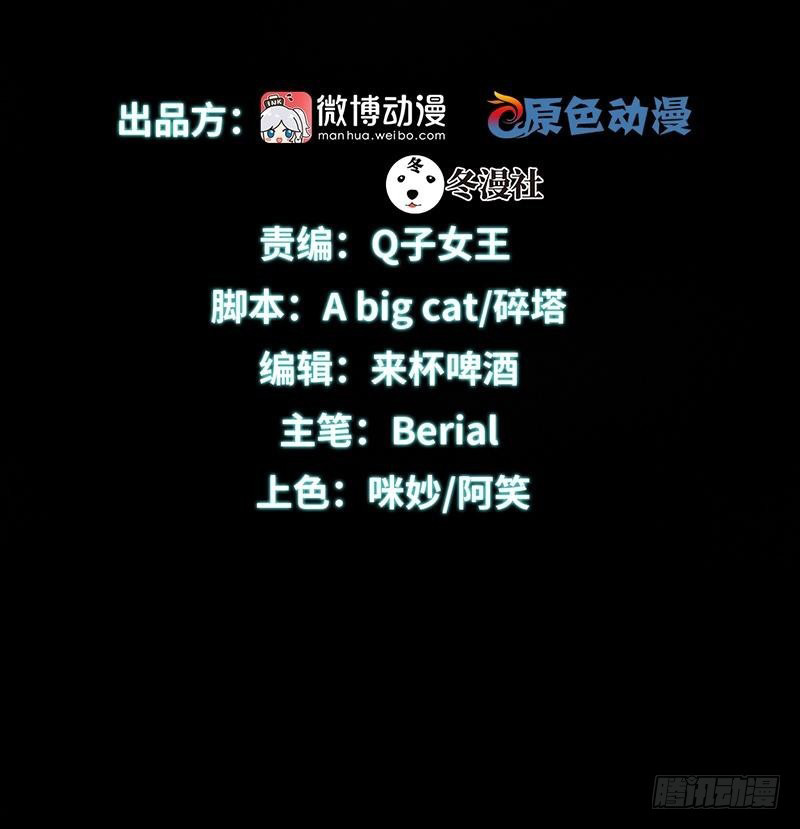 出品方：微博动漫 原色动漫
INK
manhua.weibo.com
冬
冬漫社
责编：Q子女王
脚本：A big cat/碎塔
编辑：来杯啤酒
主笔：Berial
上色：咪妙/阿笑
腾讯动漫